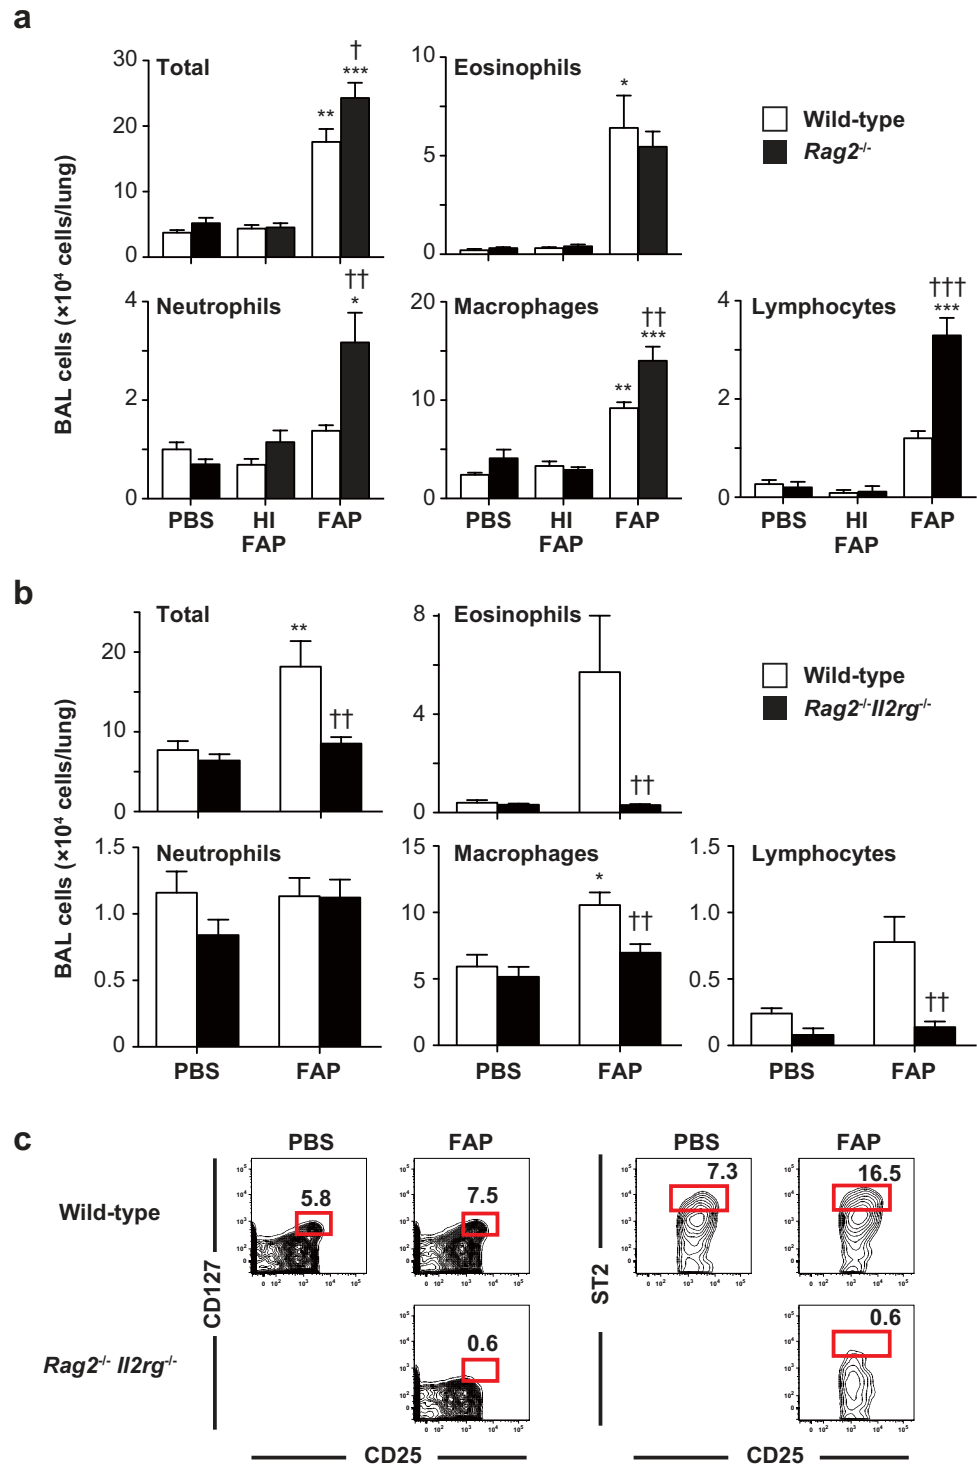 a
Total
Eosinophils
Wild-type
Rag2-/-
30
20
10
0
**
†
***
10
5
0
*
BAL cells (×10⁴ cells/lung)
Neutrophils
Macrophages
Lymphocytes
4
2
0
††
*
20
10
0
**
††
***
4
2
0
†††
***
PBS HI FAP FAP
PBS HI FAP FAP
PBS HI FAP FAP
b
Total
Eosinophils
Wild-type
Rag2-/-Il2rg-/-
20
10
0
**
††
8
4
0
††
BAL cells (×10⁴ cells/lung)
Neutrophils
Macrophages
Lymphocytes
1.5
1.0
0.5
0
15
10
5
0
*
††
1.5
1.0
0.5
0
††
PBS FAP
PBS FAP
PBS FAP
c
PBS FAP PBS FAP
Wild-type
5.8
7.5
7.3
16.5
CD127
ST2
Rag2-/- Il2rg-/-
0.6
0.6
CD25
CD25